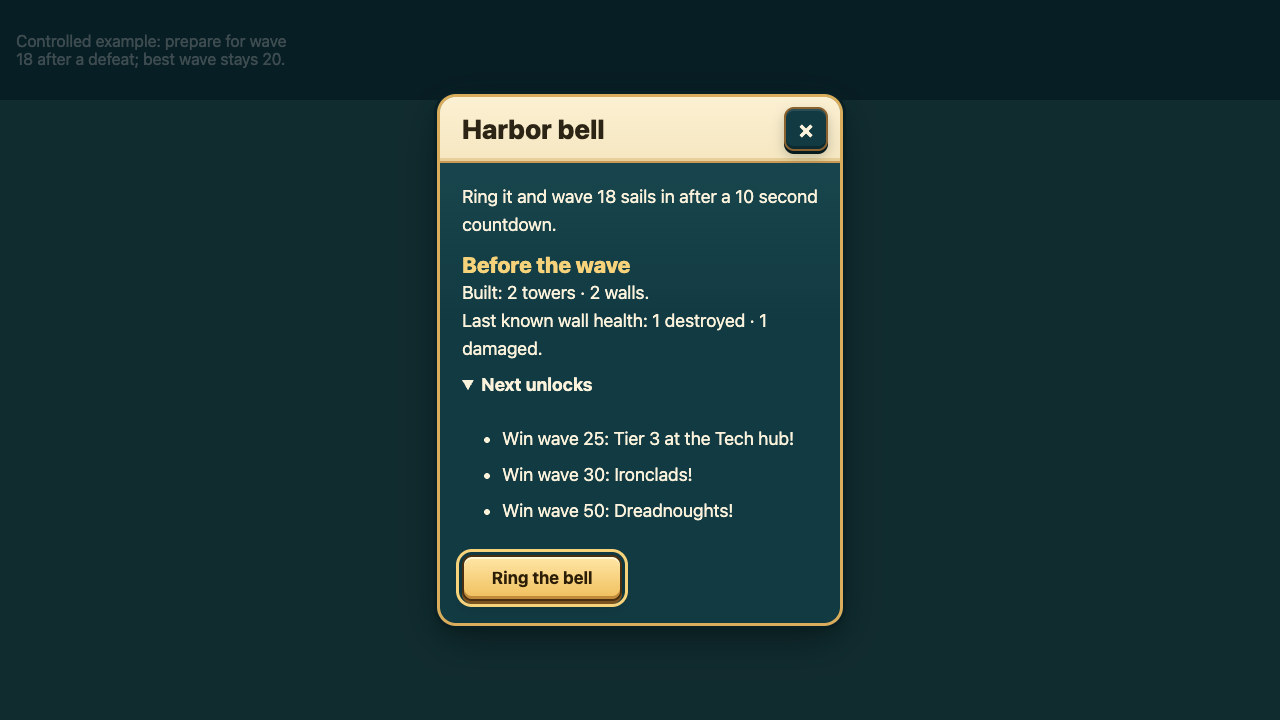 Controlled example: prepare for wave
18 after a defeat; best wave stays 20.
Harbor bell
×
Ring it and wave 18 sails in after a 10 second
countdown.
Before the wave
Built: 2 towers · 2 walls.
Last known wall health: 1 destroyed · 1
damaged.
▼ Next unlocks
• Win wave 25: Tier 3 at the Tech hub!
• Win wave 30: Ironclads!
• Win wave 50: Dreadnoughts!
Ring the bell